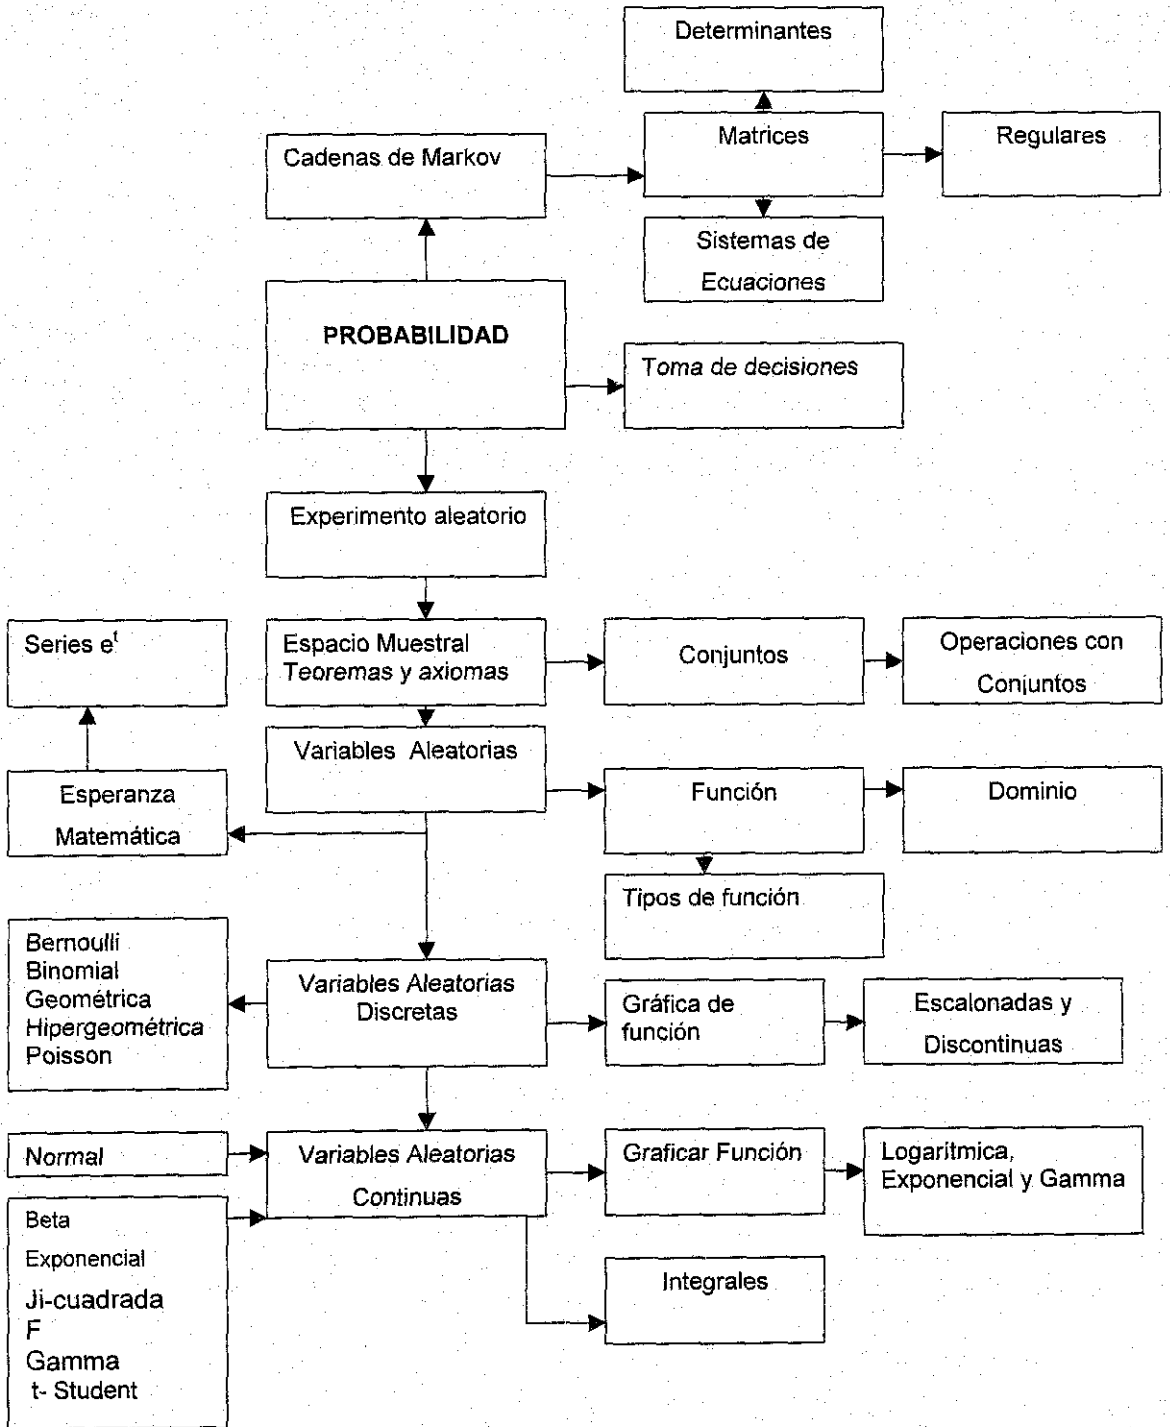 Determinantes
Cadenas de Markov
Matrices
Regulares
Sistemas de
Ecuaciones
PROBABILIDAD
Toma de decisiones
Experimento aleatorio
Series e^t
Espacio Muestral
Teoremas y axiomas
Conjuntos
Operaciones con
Conjuntos
Variables Aleatorias
Esperanza
Matemática
Función
Dominio
Tipos de función
Bernoulli
Binomial
Geométrica
Hipergeométrica
Poisson
Variables Aleatorias
Discretas
Gráfica de
función
Escalonadas y
Discontinuas
Normal
Variables Aleatorias
Continuas
Graficar Función
Logarítmica,
Exponencial y Gamma
Beta
Exponencial
Ji-cuadrada
F
Gamma
t- Student
Integrales